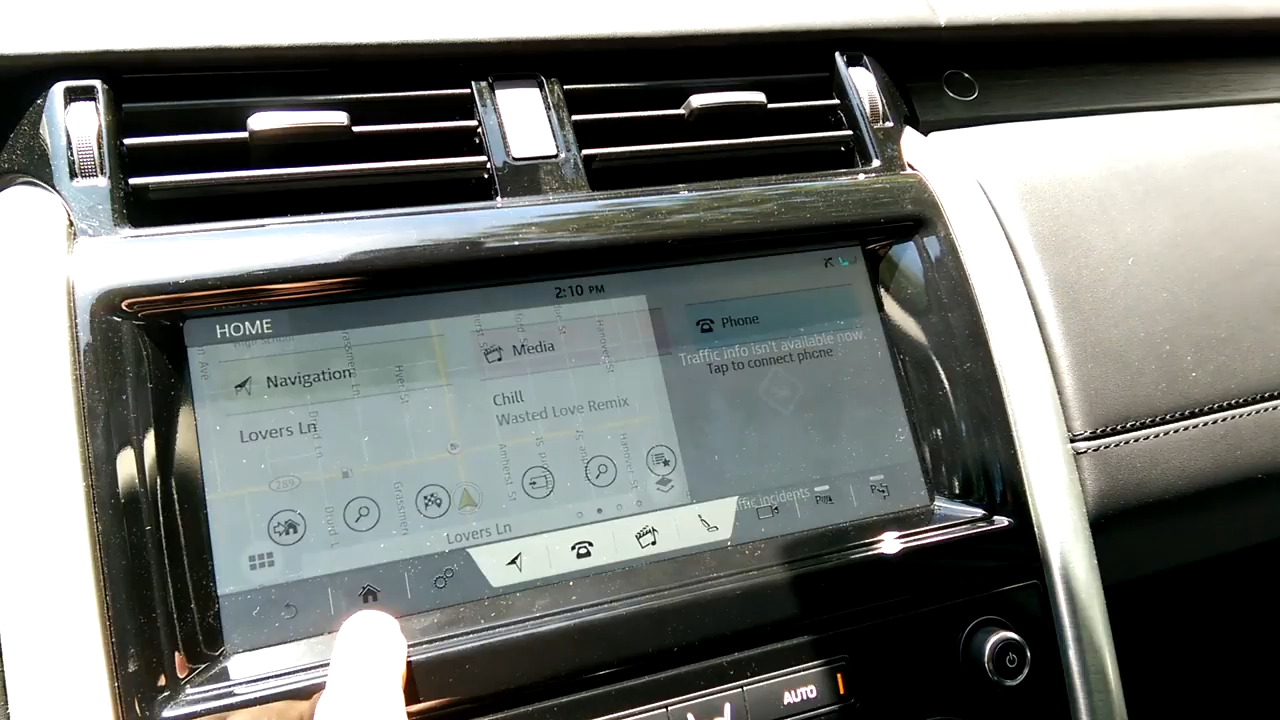 2:10 PM
HOME
Phone
Traffic info isn't available now.
Tap to connect phone
Media
Navigation
Chill
Wasted Love Remix
Lovers Ln
Hyer St
Druid Ln
Hanover St
Amherst St
289
Lovers Ln
AUTO